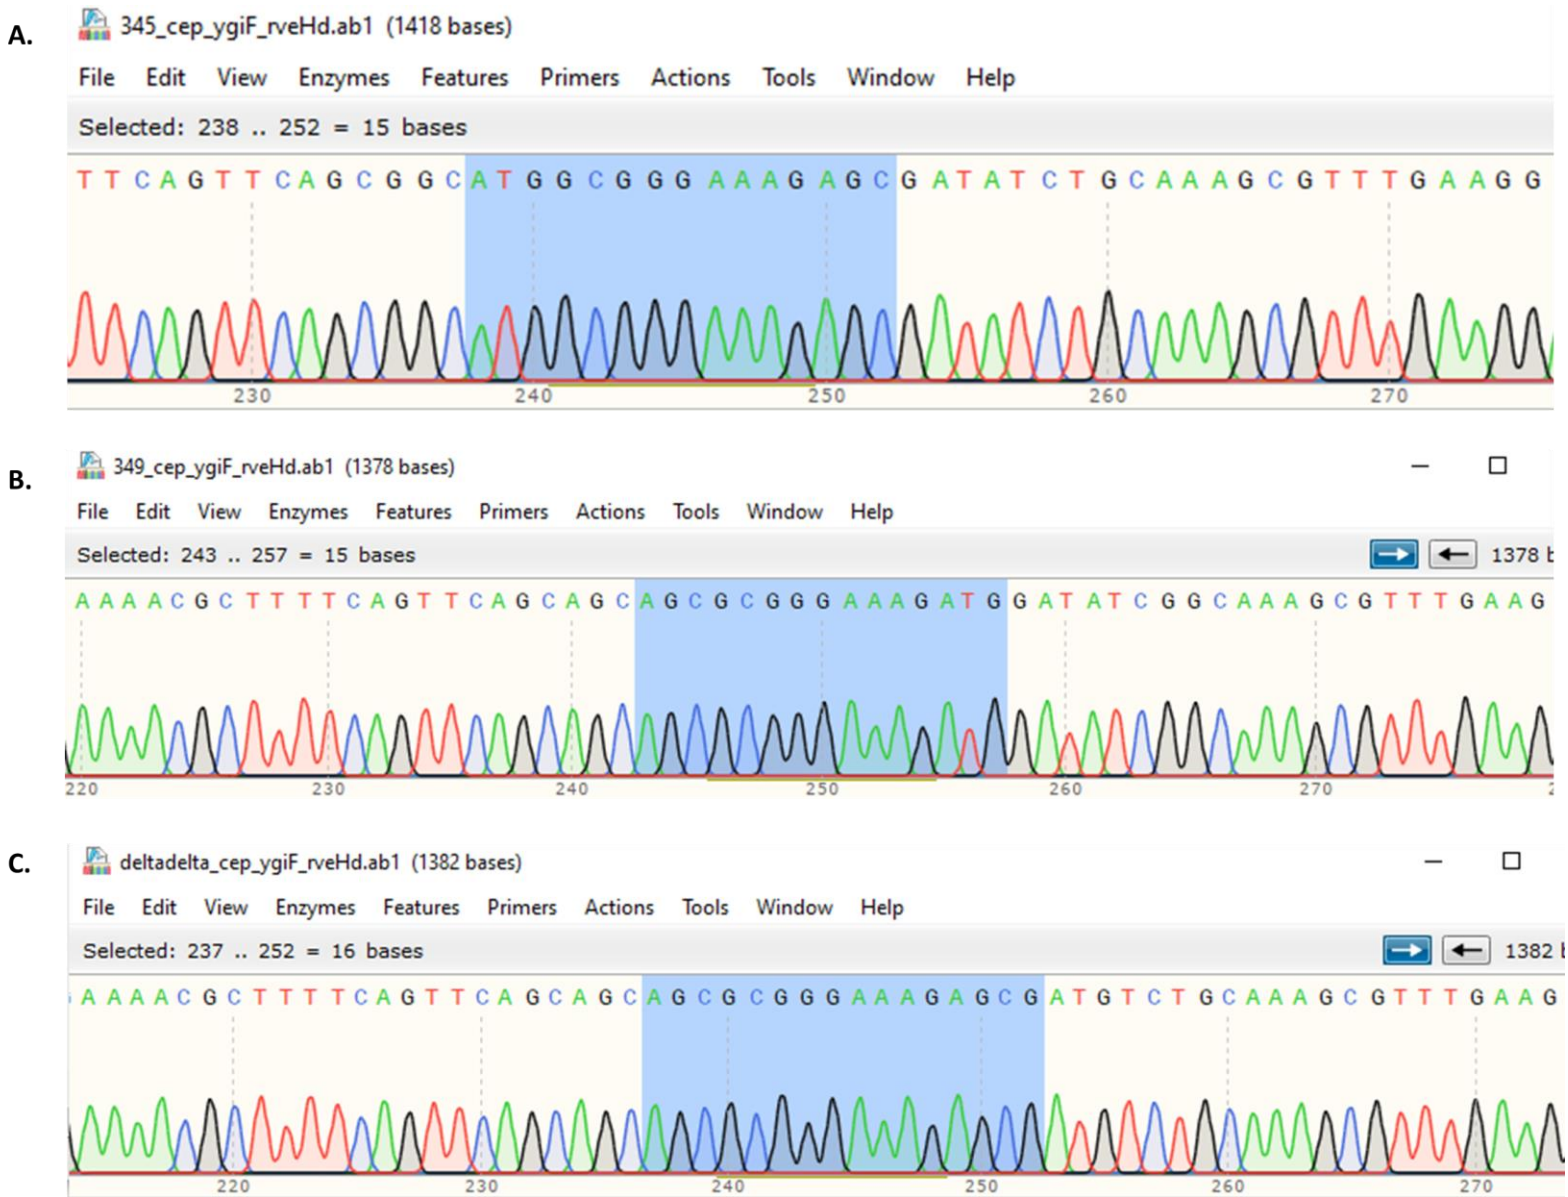 A.
345_cep_ygiF_rveHd.ab1 (1418 bases)
File Edit View Enzymes Features Primers Actions Tools Window Help
Selected: 238 .. 252 = 15 bases
T T C A G T T C A G C G G C A T G G C G G G A A A G A G C G A T A T C T G C A A A G C G T T T G A A G G
230 240 250 260 270
B.
349_cep_ygiF_rveHd.ab1 (1378 bases)
File Edit View Enzymes Features Primers Actions Tools Window Help
Selected: 243 .. 257 = 15 bases
1378 b
A A A A C G C T T T T C A G T T C A G C A G C A G C G C G G G A A A G A T G G A T A T C G G C A A A G C G T T T G A A G
220 230 240 250 260 270 2
C.
deltadelta_cep_ygiF_rveHd.ab1 (1382 bases)
File Edit View Enzymes Features Primers Actions Tools Window Help
Selected: 237 .. 252 = 16 bases
1382 b
A A A A C G C T T T T C A G T T C A G C A G C A G C G C G G G A A A G A G C G A T G T C T G C A A A G C G T T T G A A G
220 230 240 250 260 270